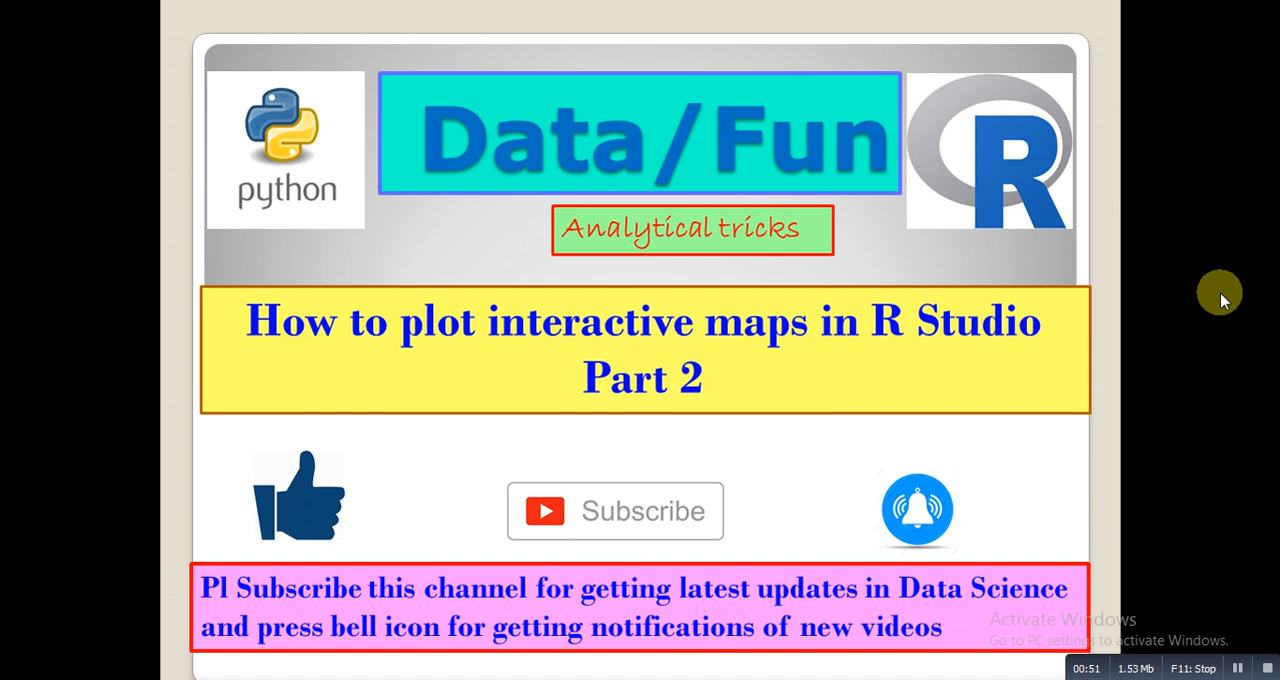 python
Data/Fun
R
Analytical tricks
How to plot interactive maps in R Studio
Part 2
Subscribe
Pl Subscribe this channel for getting latest updates in Data Science
and press bell icon for getting notifications of new videos
Activate Windows
Go to PC settings to activate Windows.
00:51 1.53 Mb F11: Stop